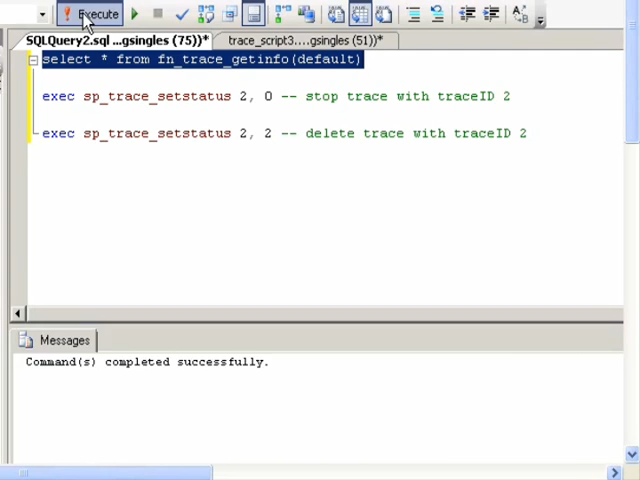 Execute
SQLQuery2.sql ...gsingles (75))*
trace_script3....gsingles (51))*
select * from fn_trace_getinfo(default)
exec sp_trace_setstatus 2, 0 -- stop trace with traceID 2
exec sp_trace_setstatus 2, 2 -- delete trace with traceID 2
Messages
Command(s) completed successfully.